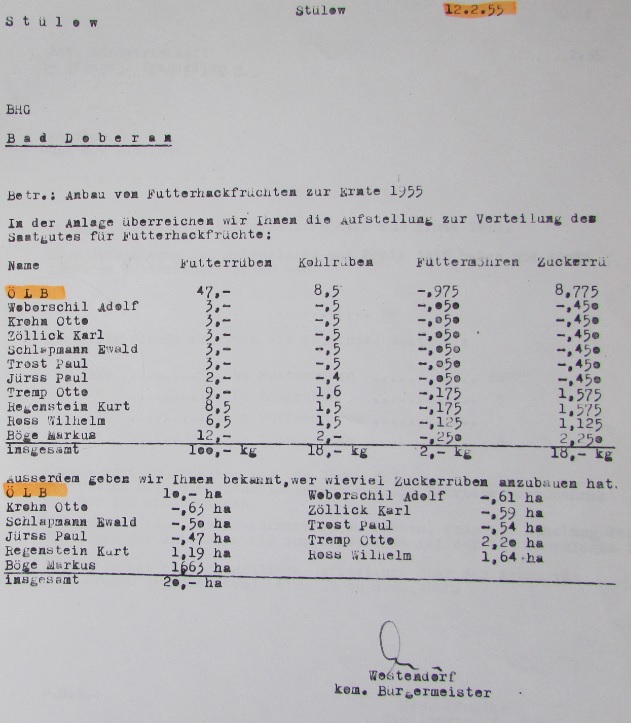 Stülow 12.2.55
S t ü l o w
BHG
B a d  D o b e r a n
Betr.: Anbau von Futterhackfrüchten zur Ernte 1955
In der Anlage überreichen wir Ihnen die Aufstellung zur Verteilung des
Saatgutes für Futterhackfrüchte:
Name Futterrüben Kohlrüben Futtermöhren Zuckerrü
Ö L B 47,- 8,5 -,975 8,775
Weberschil Adolf 3,- -,5 -,050 -,450
Krohn Otto 3,- -,5 -,050 -,450
Zöllick Karl 3,- -,5 -,050 -,450
Schlapmann Ewald 3,- -,5 -,050 -,450
Trost Paul 3,- -,5 -,050 -,450
Jürss Paul 2,- -,4 -,050 -,450
Tremp Otto 9,- 1,6 -,175 1,575
Regenstein Kurt 8,5 1,5 -,175 1,575
Ross Wilhelm 6,5 1,5 -,125 1,125
Böge Markus 12,- 2,- -,250 2,250
insgesamt 100,- kg 18,- kg 2,- kg 18,- kg
Ausserdem geben wir Ihnen bekannt,wer wieviel Zuckerrüben anzubauen hat.
Ö L B 10,- ha Weberschil Adolf -,61 ha
Krohn Otto -,63 ha Zöllick Karl -,59 ha
Schlapmann Ewald -,50 ha Trost Paul -,54 ha
Jürss Paul -,47 ha Tremp Otto 2,20 ha
Regenstein Kurt 1,19 ha Ross Wilhelm 1,64 ha
Böge Markus 1,63 ha
insgesamt 20,- ha
Westendorf
kom. Bürgermeister